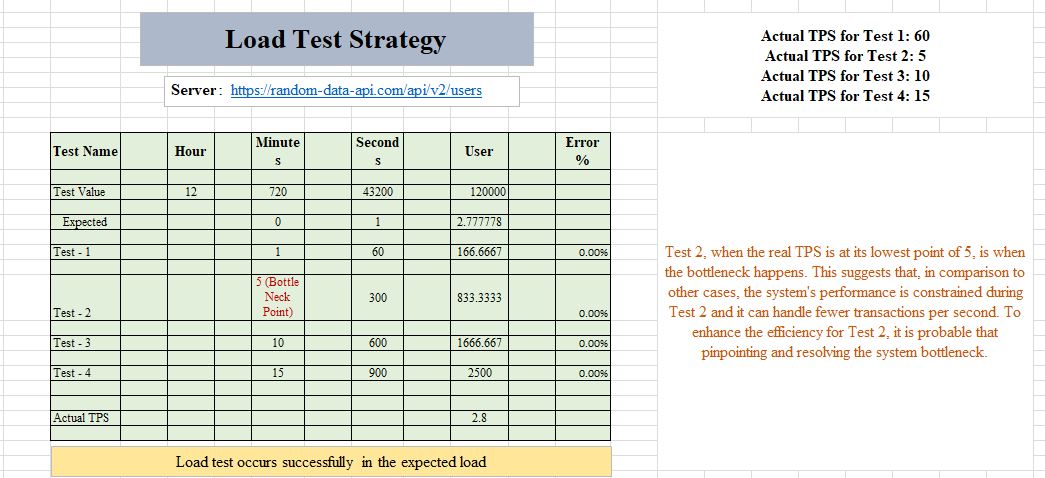 Load Test Strategy
Server: https://random-data-api.com/api/v2/users
Actual TPS for Test 1: 60
Actual TPS for Test 2: 5
Actual TPS for Test 3: 10
Actual TPS for Test 4: 15
Test Name Hour Minute Second User Error
s s %
Test Value 12 720 43200 120000
Expected 0 1 2.777778
Test - 1 1 60 166.6667 0.00%
5 (Bottle
Neck
Point)
Test - 2 300 833.3333 0.00%
Test - 3 10 600 1666.667 0.00%
Test - 4 15 900 2500 0.00%
Actual TPS 2.8
Load test occurs successfully in the expected load
Test 2, when the real TPS is at its lowest point of 5, is when
the bottleneck happens. This suggests that, in comparison to
other cases, the system's performance is constrained during
Test 2 and it can handle fewer transactions per second. To
enhance the efficiency for Test 2, it is probable that
pinpointing and resolving the system bottleneck.